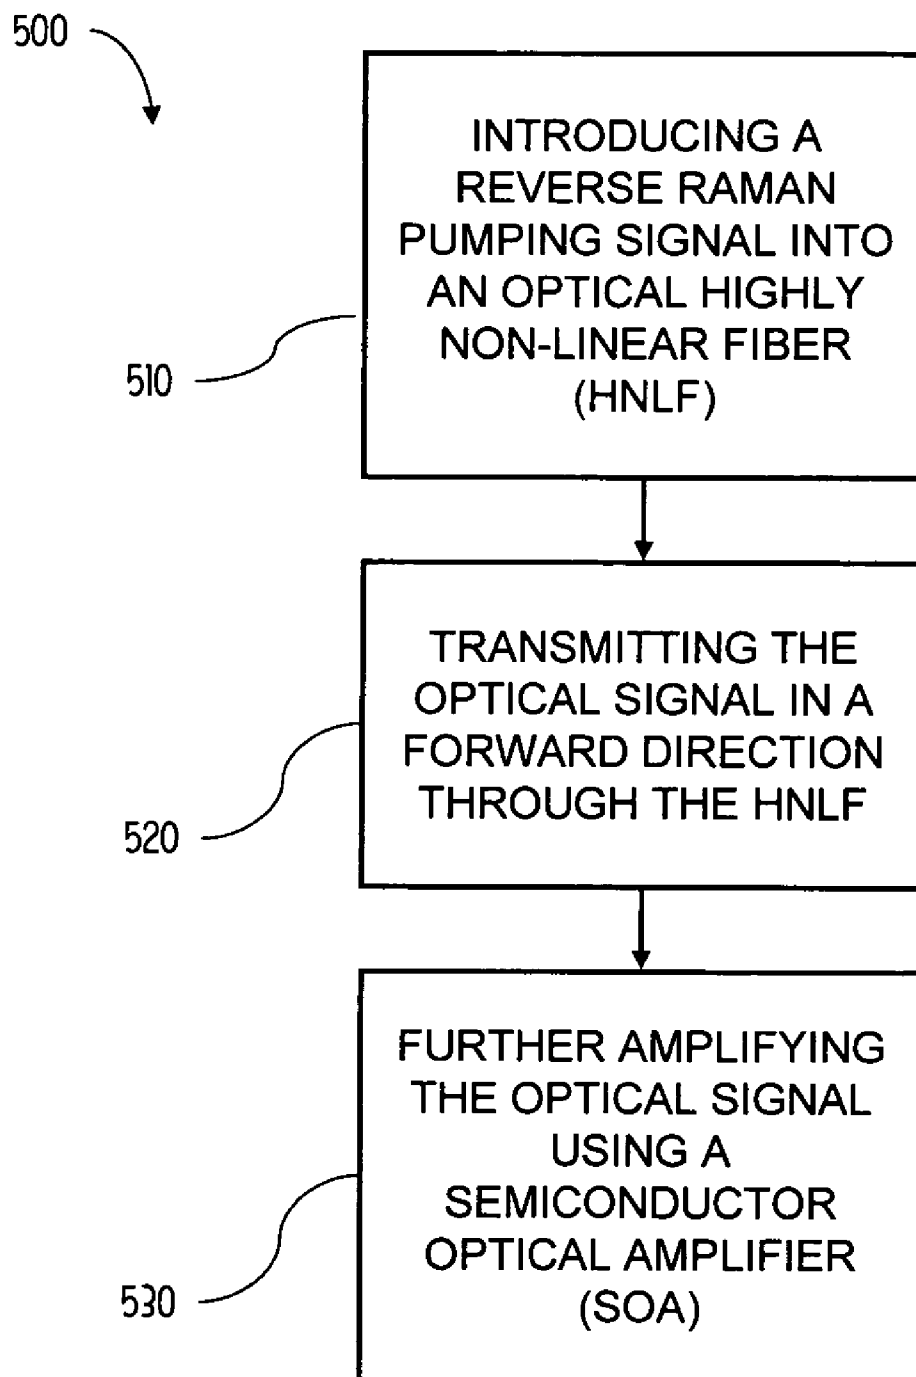 500
INTRODUCING A
REVERSE RAMAN
PUMPING SIGNAL INTO
AN OPTICAL HIGHLY
NON-LINEAR FIBER
(HNLF)
510
TRANSMITTING THE
OPTICAL SIGNAL IN A
FORWARD DIRECTION
THROUGH THE HNLF
520
FURTHER AMPLIFYING
THE OPTICAL SIGNAL
USING A
SEMICONDUCTOR
OPTICAL AMPLIFIER
(SOA)
530